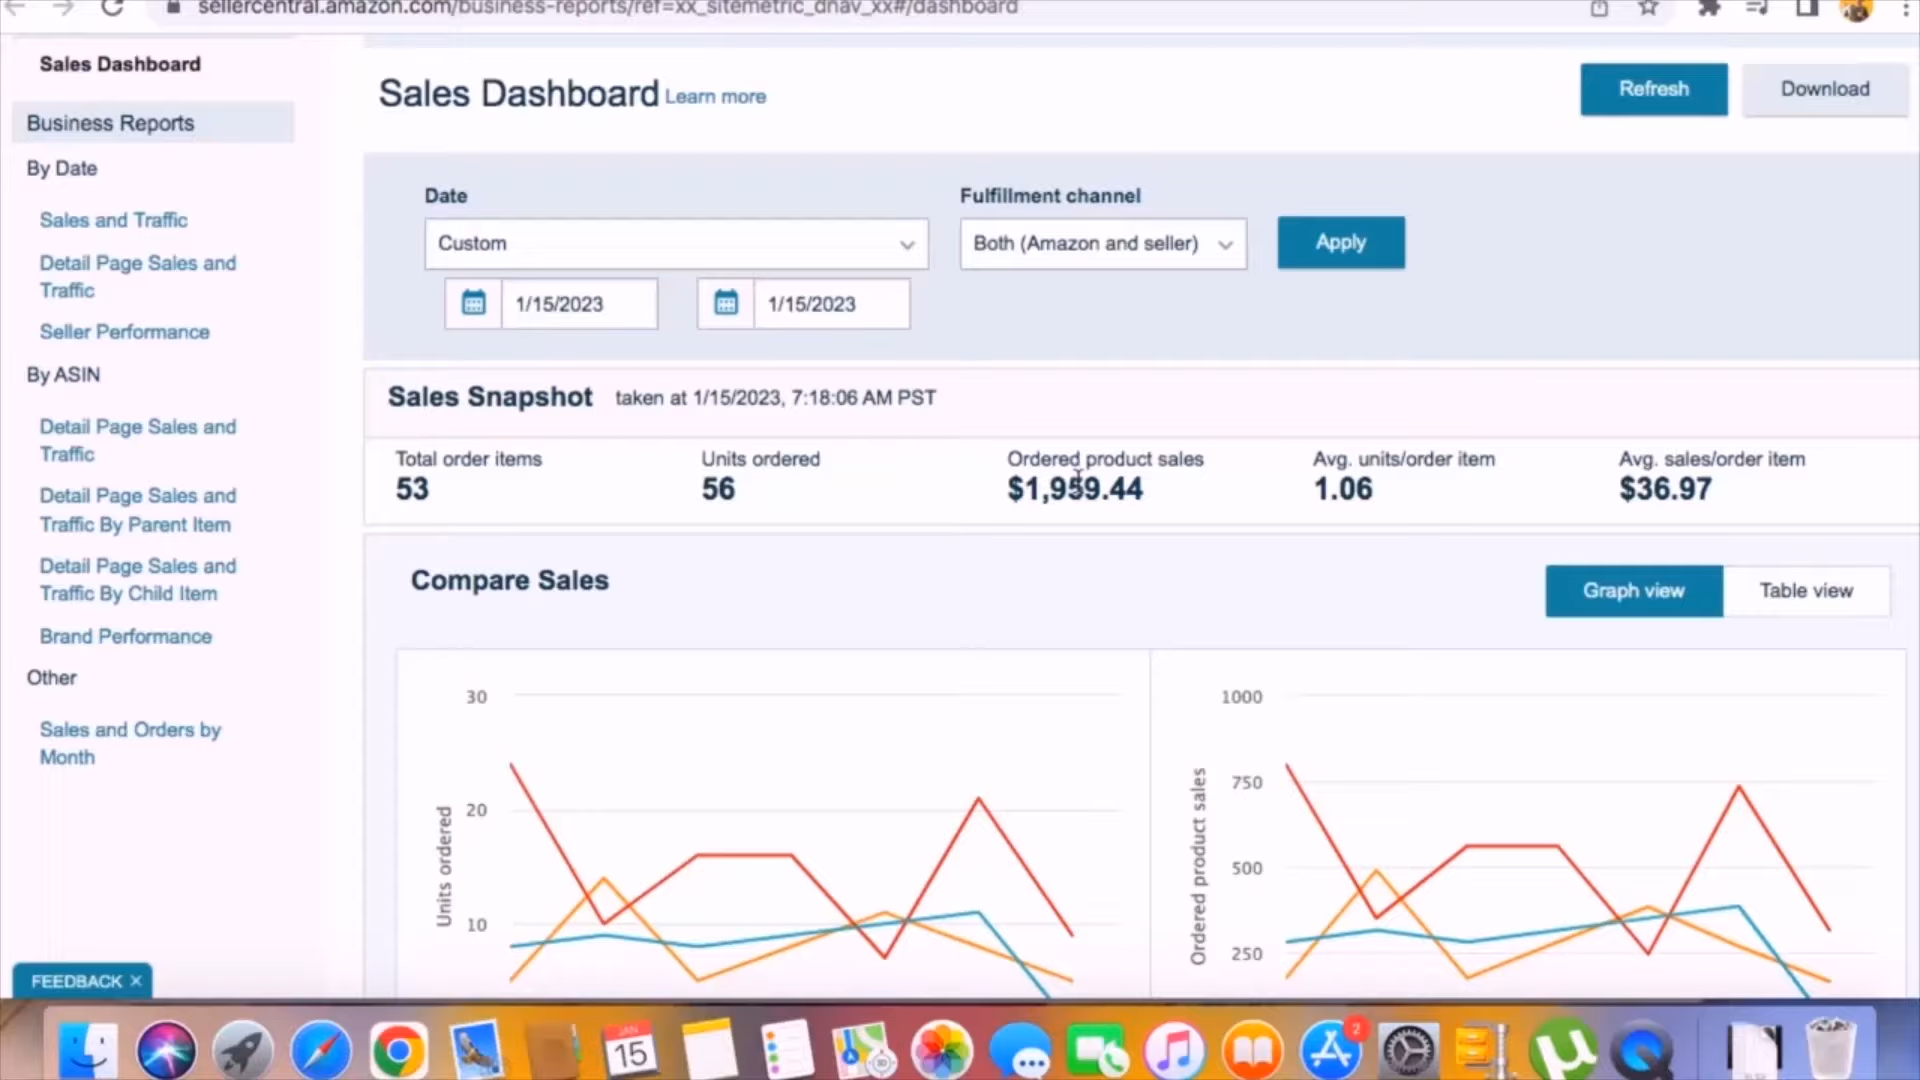 sellercentral.amazon.com/business-reports/ref=xx_sitemetric_dnav_xx#/dashboard
Sales Dashboard
Business Reports
By Date
Sales and Traffic
Detail Page Sales and
Traffic
Seller Performance
By ASIN
Detail Page Sales and
Traffic
Detail Page Sales and
Traffic By Parent Item
Detail Page Sales and
Traffic By Child Item
Brand Performance
Other
Sales and Orders by
Month
FEEDBACK ×
Sales Dashboard Learn more
Refresh
Download
Date
Fulfillment channel
Custom
Both (Amazon and seller)
Apply
1/15/2023
1/15/2023
Sales Snapshot taken at 1/15/2023, 7:18:06 AM PST
Total order items
53
Units ordered
56
Ordered product sales
$1,959.44
Avg. units/order item
1.06
Avg. sales/order item
$36.97
Compare Sales
Graph view
Table view
30
20
10
Units ordered
1000
750
500
250
Ordered product sales
JAN
15
2